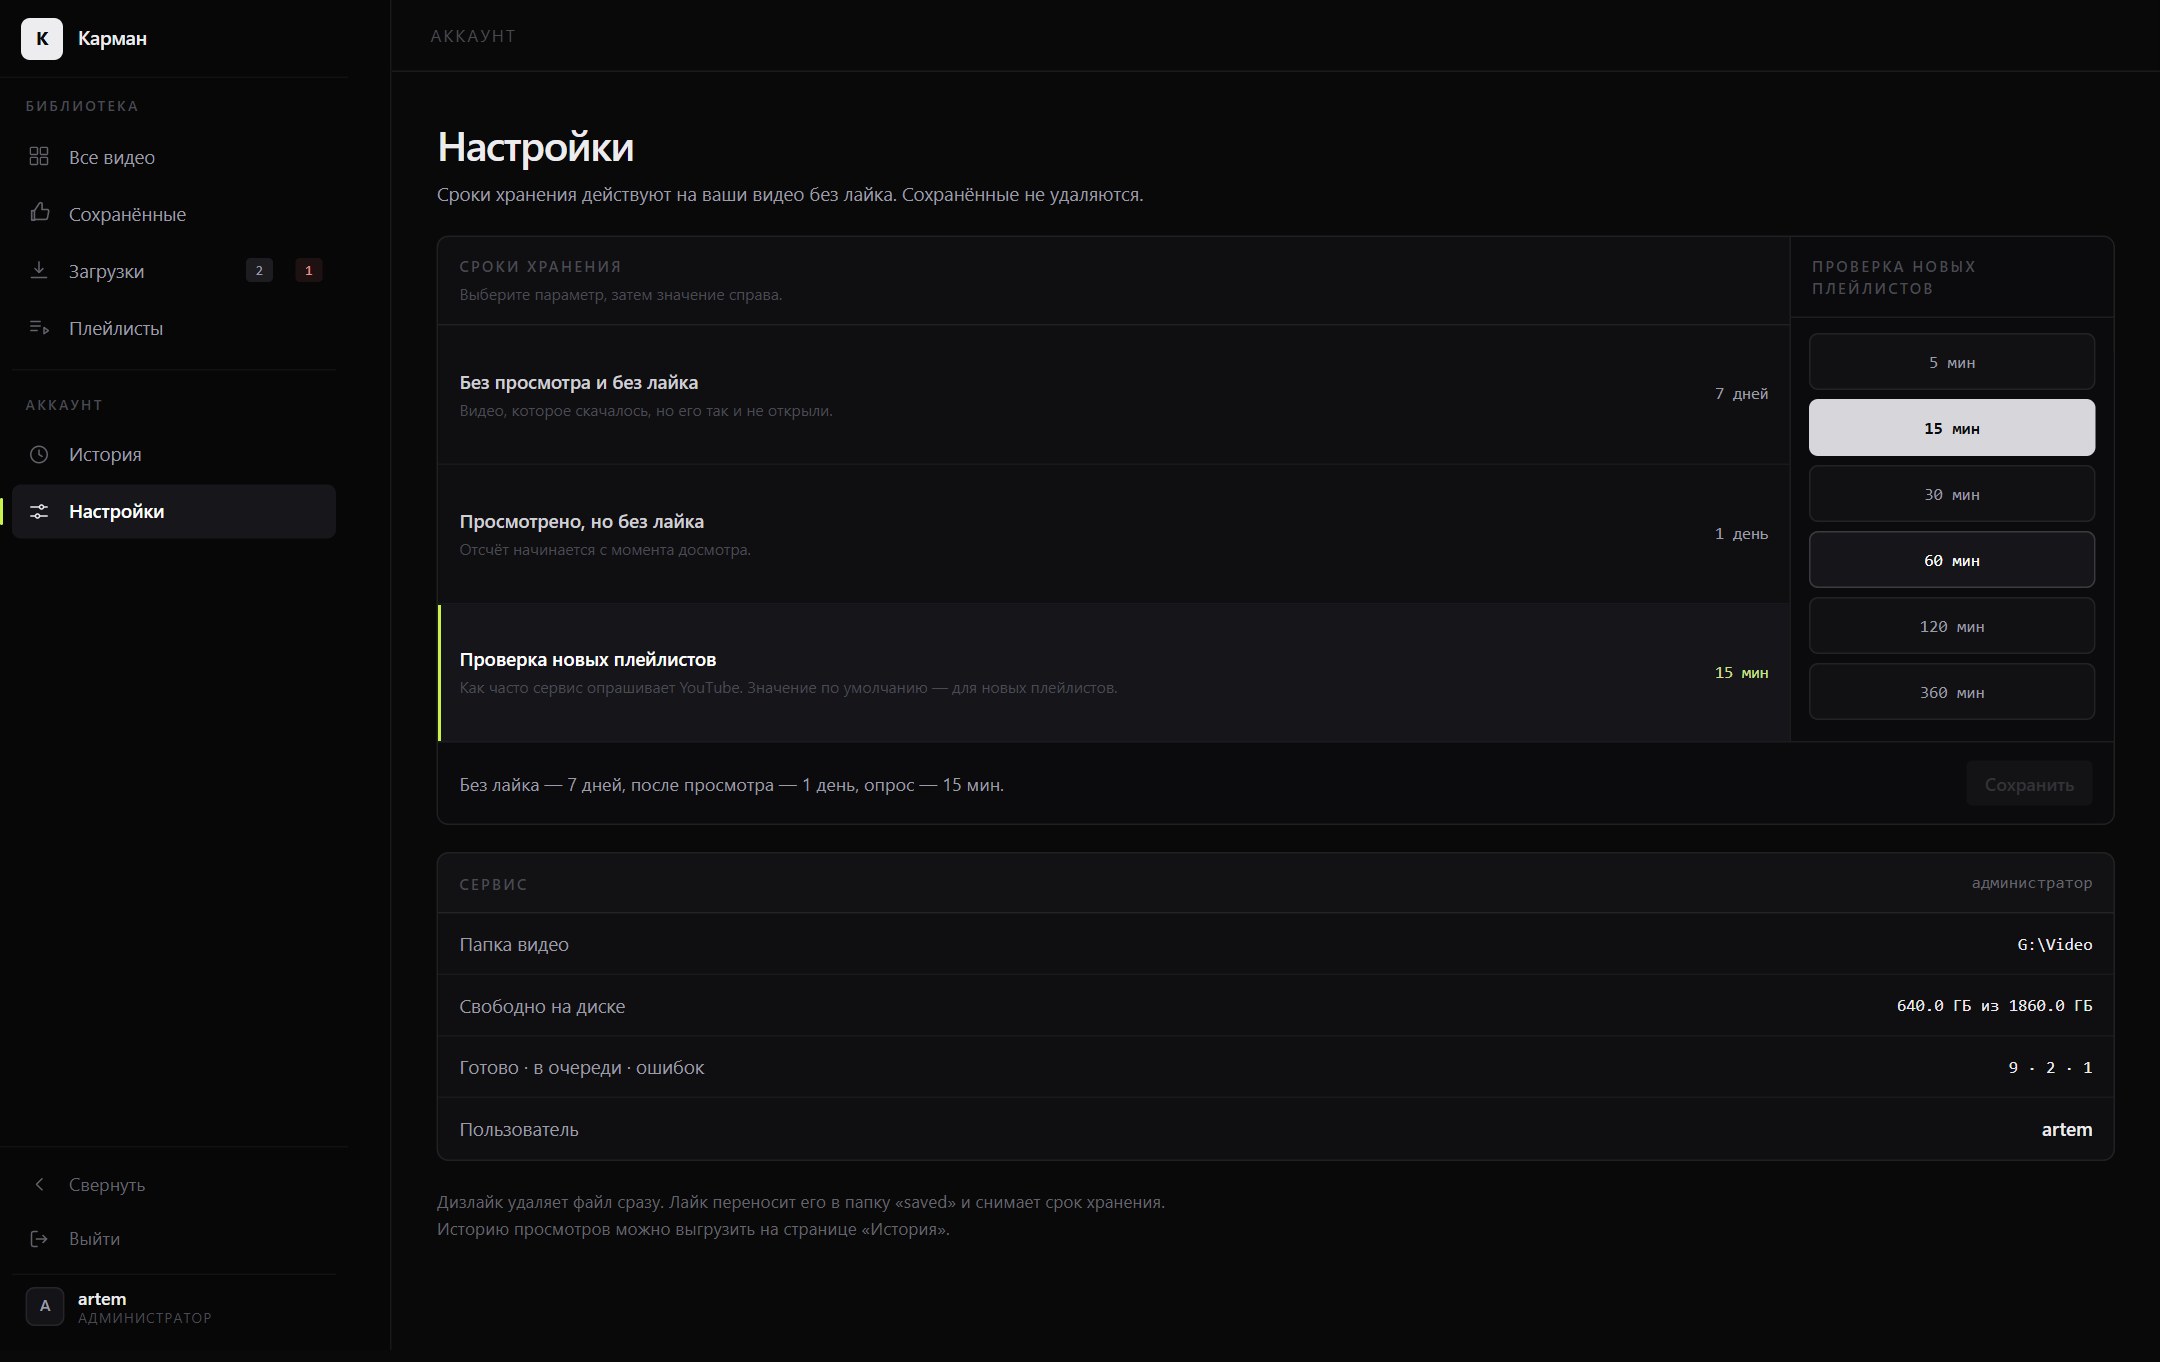 К
Карман
БИБЛИОТЕКА
Все видео
Сохранённые
Загрузки 2 1
Плейлисты
АККАУНТ
История
Настройки
Свернуть
Выйти
A
artem
АДМИНИСТРАТОР
АККАУНТ
Настройки
Сроки хранения действуют на ваши видео без лайка. Сохранённые не удаляются.
СРОКИ ХРАНЕНИЯ
Выберите параметр, затем значение справа.
Без просмотра и без лайка
Видео, которое скачалось, но его так и не открыли.
7 дней
Просмотрено, но без лайка
Отсчёт начинается с момента досмотра.
1 день
Проверка новых плейлистов
Как часто сервис опрашивает YouTube. Значение по умолчанию — для новых плейлистов.
15 мин
ПРОВЕРКА НОВЫХ
ПЛЕЙЛИСТОВ
5 мин
15 мин
30 мин
60 мин
120 мин
360 мин
Без лайка — 7 дней, после просмотра — 1 день, опрос — 15 мин.
Сохранить
СЕРВИС
администратор
Папка видео G:\Video
Свободно на диске 640.0 ГБ из 1860.0 ГБ
Готово · в очереди · ошибок 9 · 2 · 1
Пользователь artem
Дизлайк удаляет файл сразу. Лайк переносит его в папку «saved» и снимает срок хранения.
Историю просмотров можно выгрузить на странице «История».